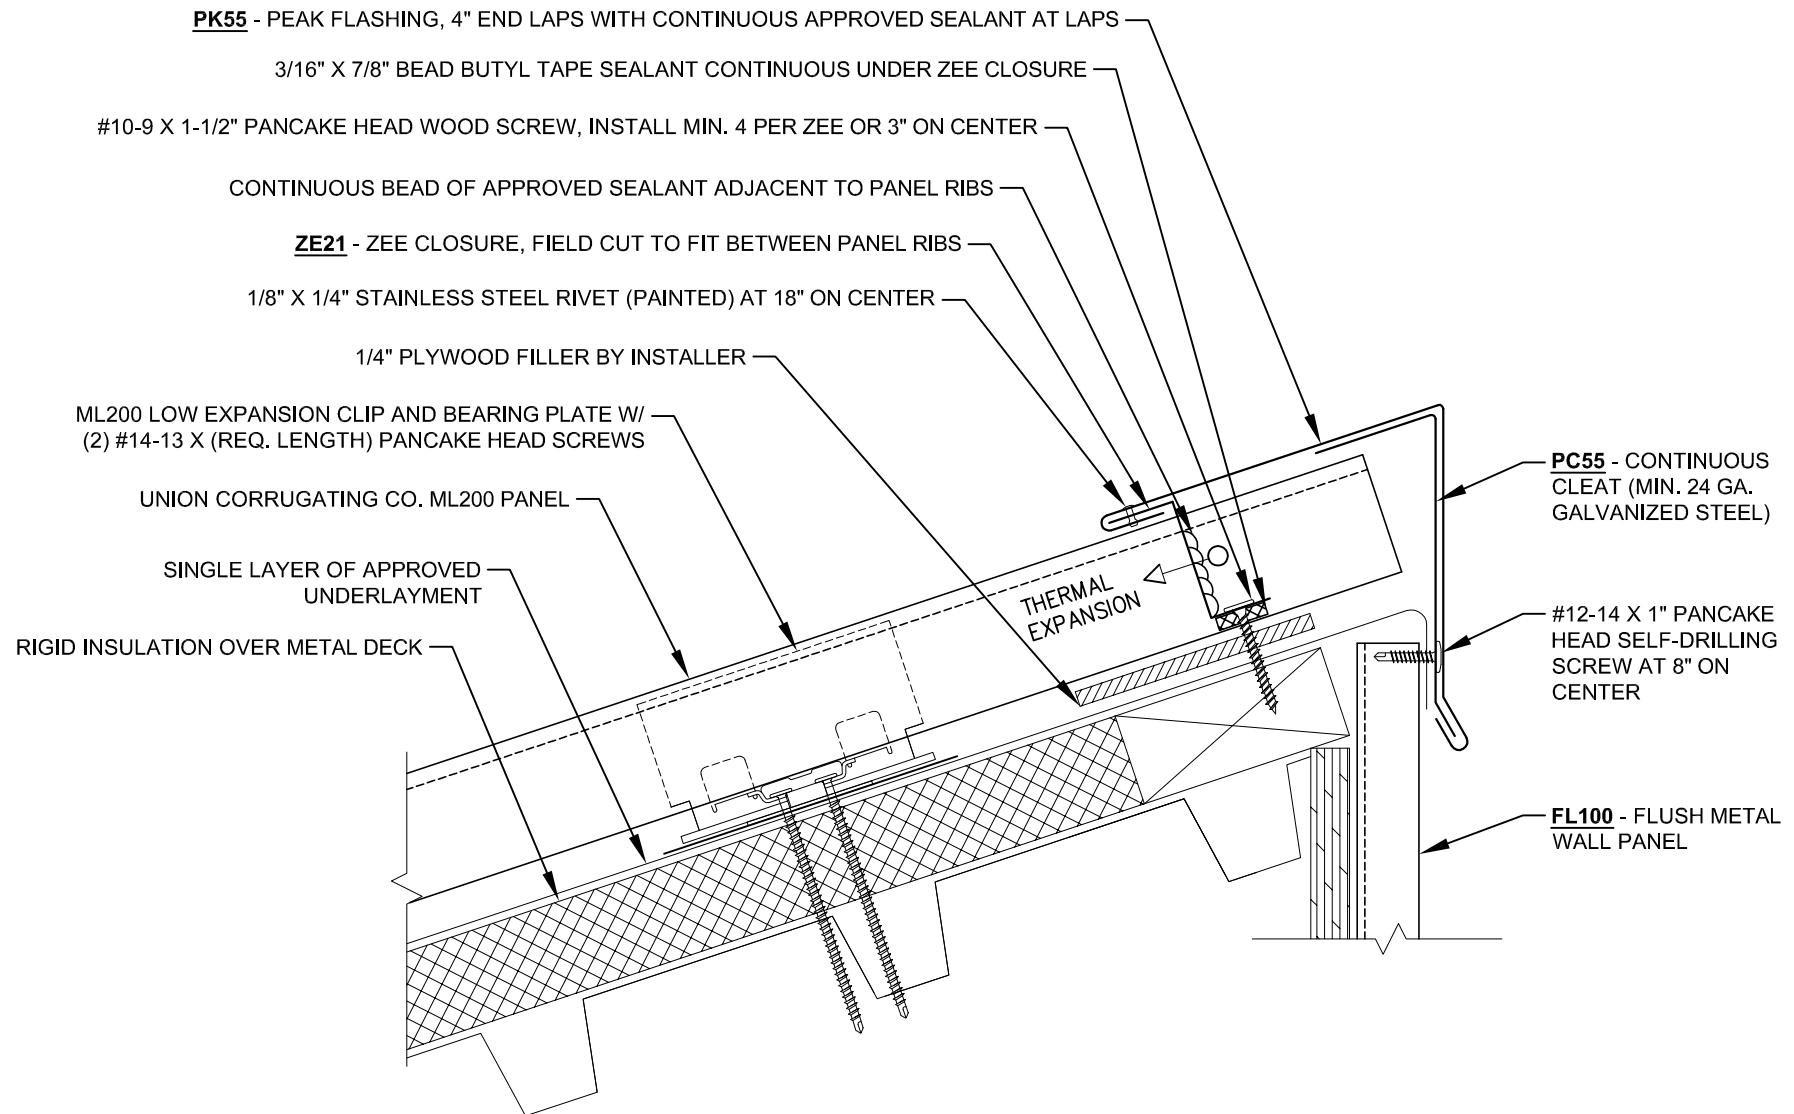 PK55 - PEAK FLASHING, 4" END LAPS WITH CONTINUOUS APPROVED SEALANT AT LAPS
3/16" X 7/8" BEAD BUTYL TAPE SEALANT CONTINUOUS UNDER ZEE CLOSURE
#10-9 X 1-1/2" PANCAKE HEAD WOOD SCREW, INSTALL MIN. 4 PER ZEE OR 3" ON CENTER
CONTINUOUS BEAD OF APPROVED SEALANT ADJACENT TO PANEL RIBS
ZE21 - ZEE CLOSURE, FIELD CUT TO FIT BETWEEN PANEL RIBS
1/8" X 1/4" STAINLESS STEEL RIVET (PAINTED) AT 18" ON CENTER
1/4" PLYWOOD FILLER BY INSTALLER
ML200 LOW EXPANSION CLIP AND BEARING PLATE W/
(2) #14-13 X (REQ. LENGTH) PANCAKE HEAD SCREWS
UNION CORRUGATING CO. ML200 PANEL
SINGLE LAYER OF APPROVED
UNDERLAYMENT
RIGID INSULATION OVER METAL DECK
THERMAL
EXPANSION
PC55 - CONTINUOUS
CLEAT (MIN. 24 GA.
GALVANIZED STEEL)
#12-14 X 1" PANCAKE
HEAD SELF-DRILLING
SCREW AT 8" ON
CENTER
FL100 - FLUSH METAL
WALL PANEL